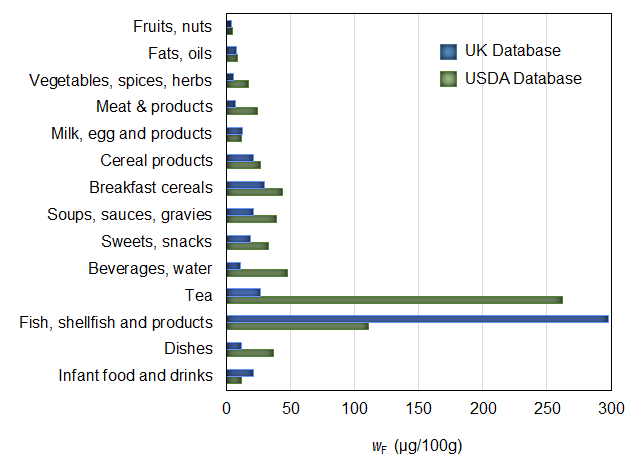 Fruits, nuts
Fats, oils
Vegetables, spices, herbs
Meat & products
Milk, egg and products
Cereal products
Breakfast cereals
Soups, sauces, gravies
Sweets, snacks
Beverages, water
Tea
Fish, shellfish and products
Dishes
Infant food and drinks
UK Database
USDA Database
0 50 100 150 200 250 300
wF (µg/100g)